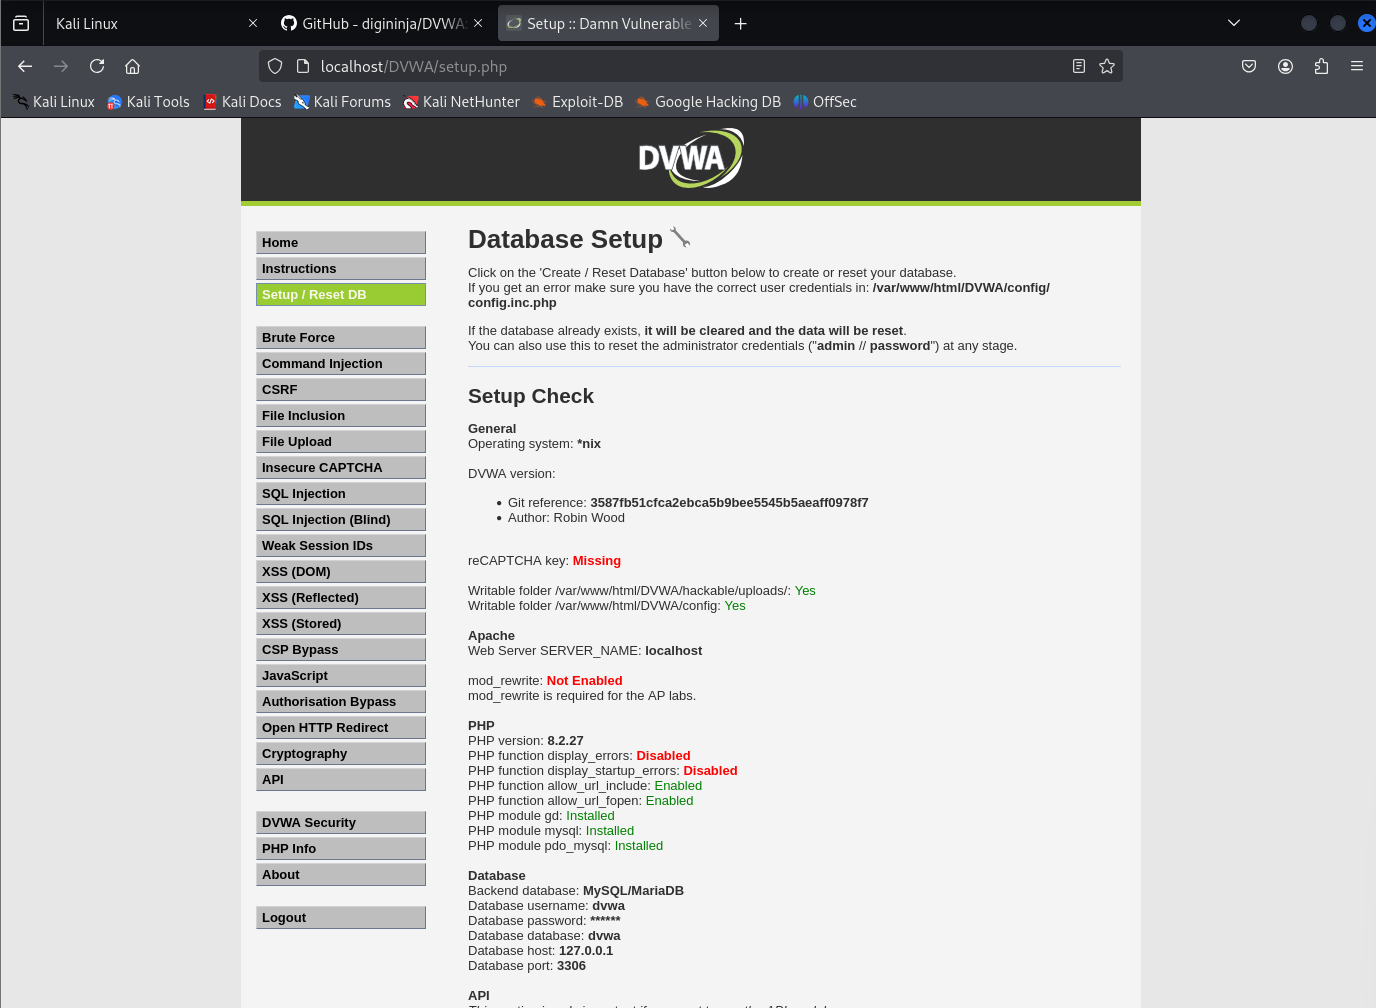 Kali Linux
GitHub - digininja/DVWA:
Setup :: Damn Vulnerable
localhost/DVWA/setup.php
Kali Linux
Kali Tools
Kali Docs
Kali Forums
Kali NetHunter
Exploit-DB
Google Hacking DB
OffSec
DVWA
Home
Instructions
Setup / Reset DB
Brute Force
Command Injection
CSRF
File Inclusion
File Upload
Insecure CAPTCHA
SQL Injection
SQL Injection (Blind)
Weak Session IDs
XSS (DOM)
XSS (Reflected)
XSS (Stored)
CSP Bypass
JavaScript
Authorisation Bypass
Open HTTP Redirect
Cryptography
API
DVWA Security
PHP Info
About
Logout
Database Setup
Click on the 'Create / Reset Database' button below to create or reset your database.
If you get an error make sure you have the correct user credentials in: /var/www/html/DVWA/config/
config.inc.php
If the database already exists, it will be cleared and the data will be reset.
You can also use this to reset the administrator credentials ("admin // password") at any stage.
Setup Check
General
Operating system: *nix
DVWA version:
Git reference: 3587fb51cfca2ebca5b9bee5545b5aeaff0978f7
Author: Robin Wood
reCAPTCHA key: Missing
Writable folder /var/www/html/DVWA/hackable/uploads/: Yes
Writable folder /var/www/html/DVWA/config: Yes
Apache
Web Server SERVER_NAME: localhost
mod_rewrite: Not Enabled
mod_rewrite is required for the AP labs.
PHP
PHP version: 8.2.27
PHP function display_errors: Disabled
PHP function display_startup_errors: Disabled
PHP function allow_url_include: Enabled
PHP function allow_url_fopen: Enabled
PHP module gd: Installed
PHP module mysql: Installed
PHP module pdo_mysql: Installed
Database
Backend database: MySQL/MariaDB
Database username: dvwa
Database password: ******
Database database: dvwa
Database host: 127.0.0.1
Database port: 3306
API